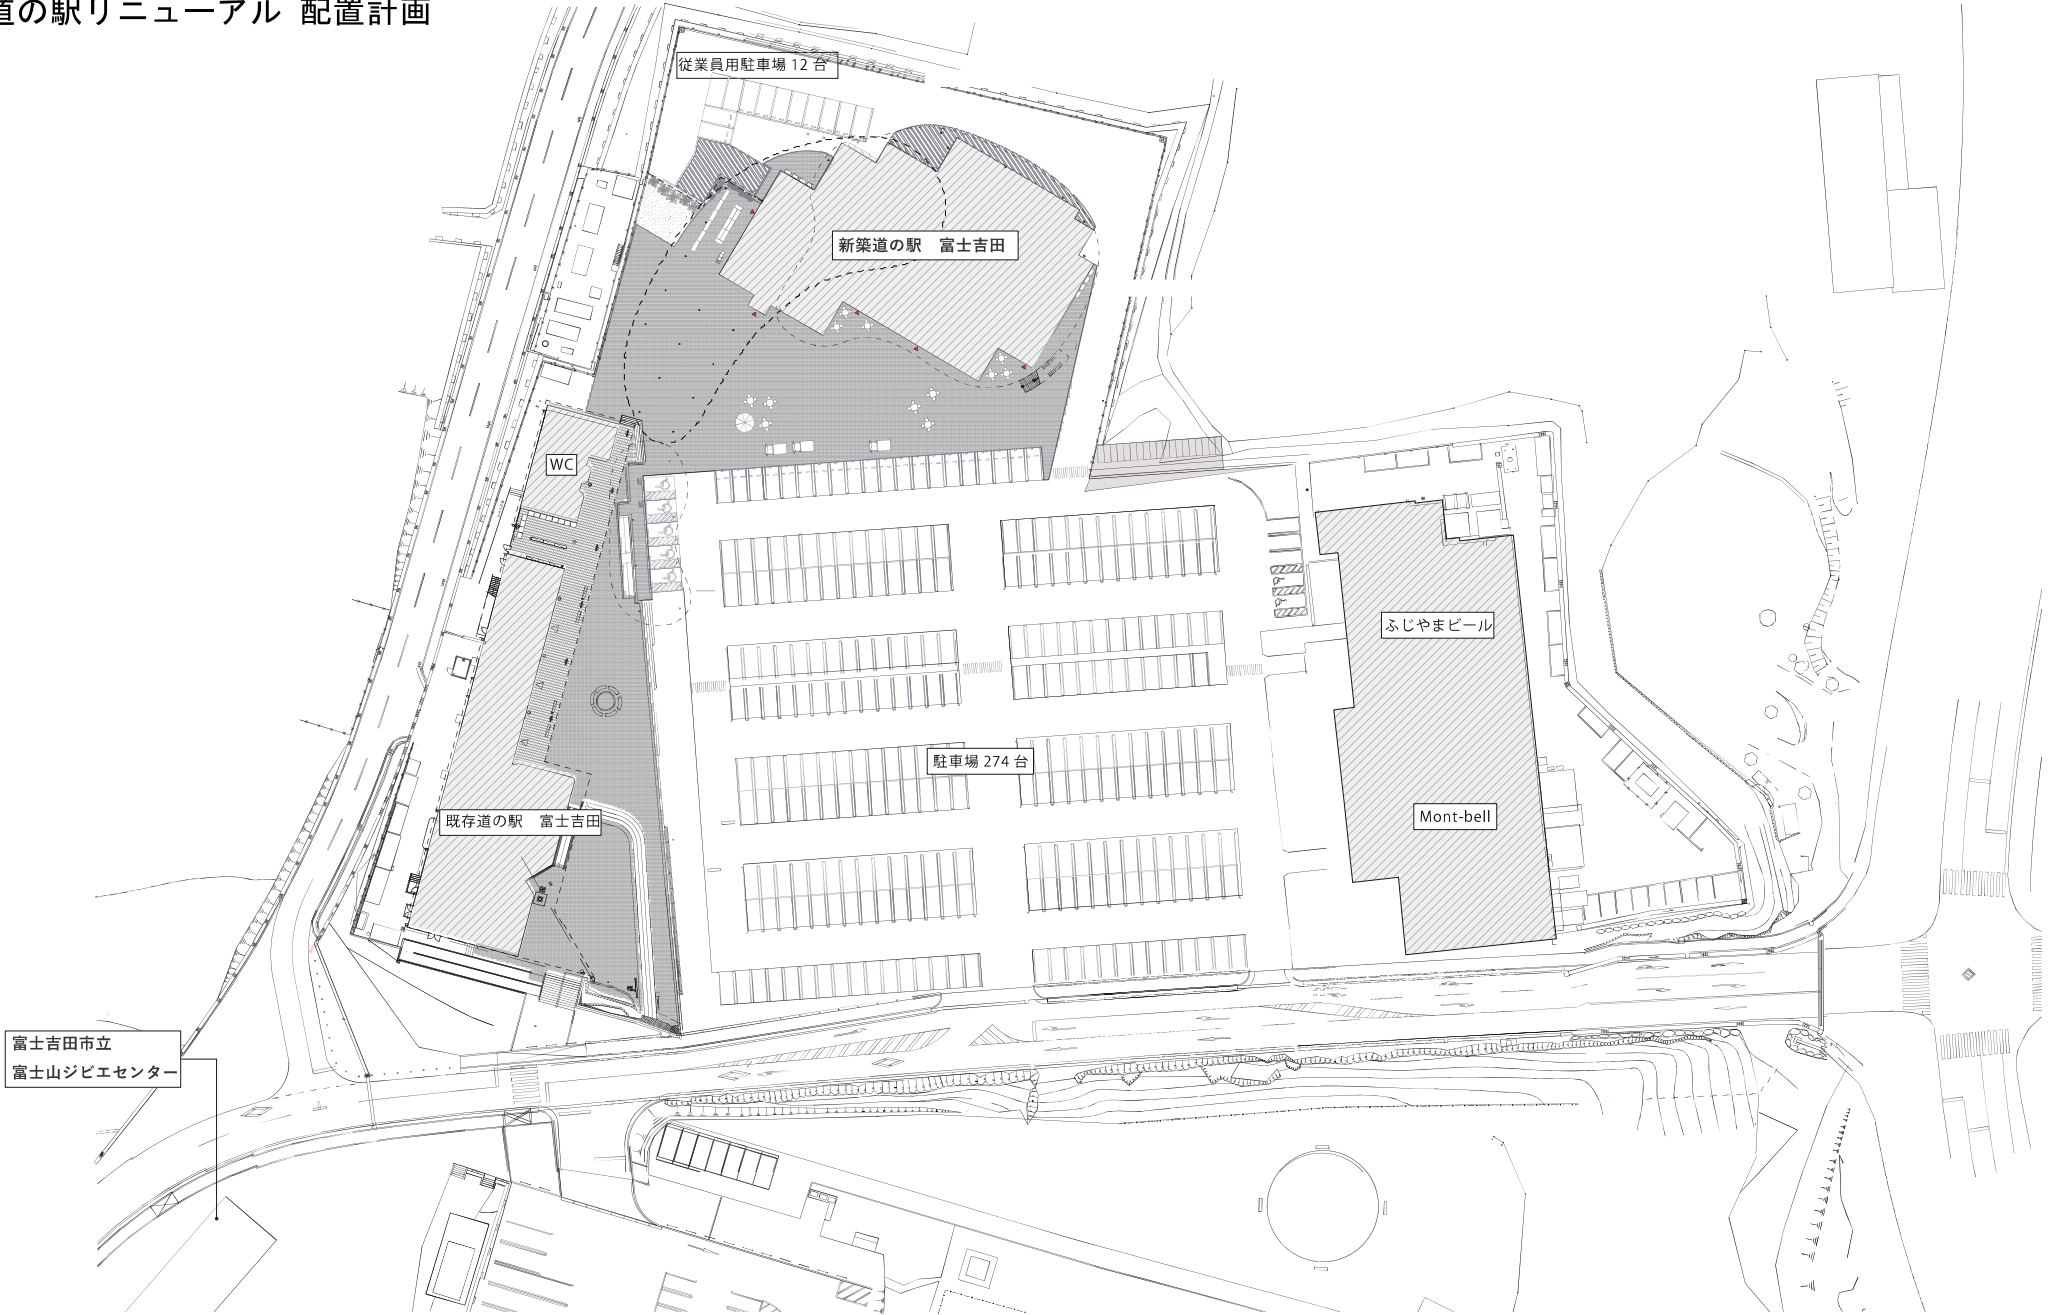 道の駅リニューアル 配置計画
従業員用駐車場 12 台
新築道の駅　富士吉田
WC
ふじやまビール
駐車場 274 台
Mont-bell
既存道の駅　富士吉田
富士吉田市立
富士山ジビエセンター